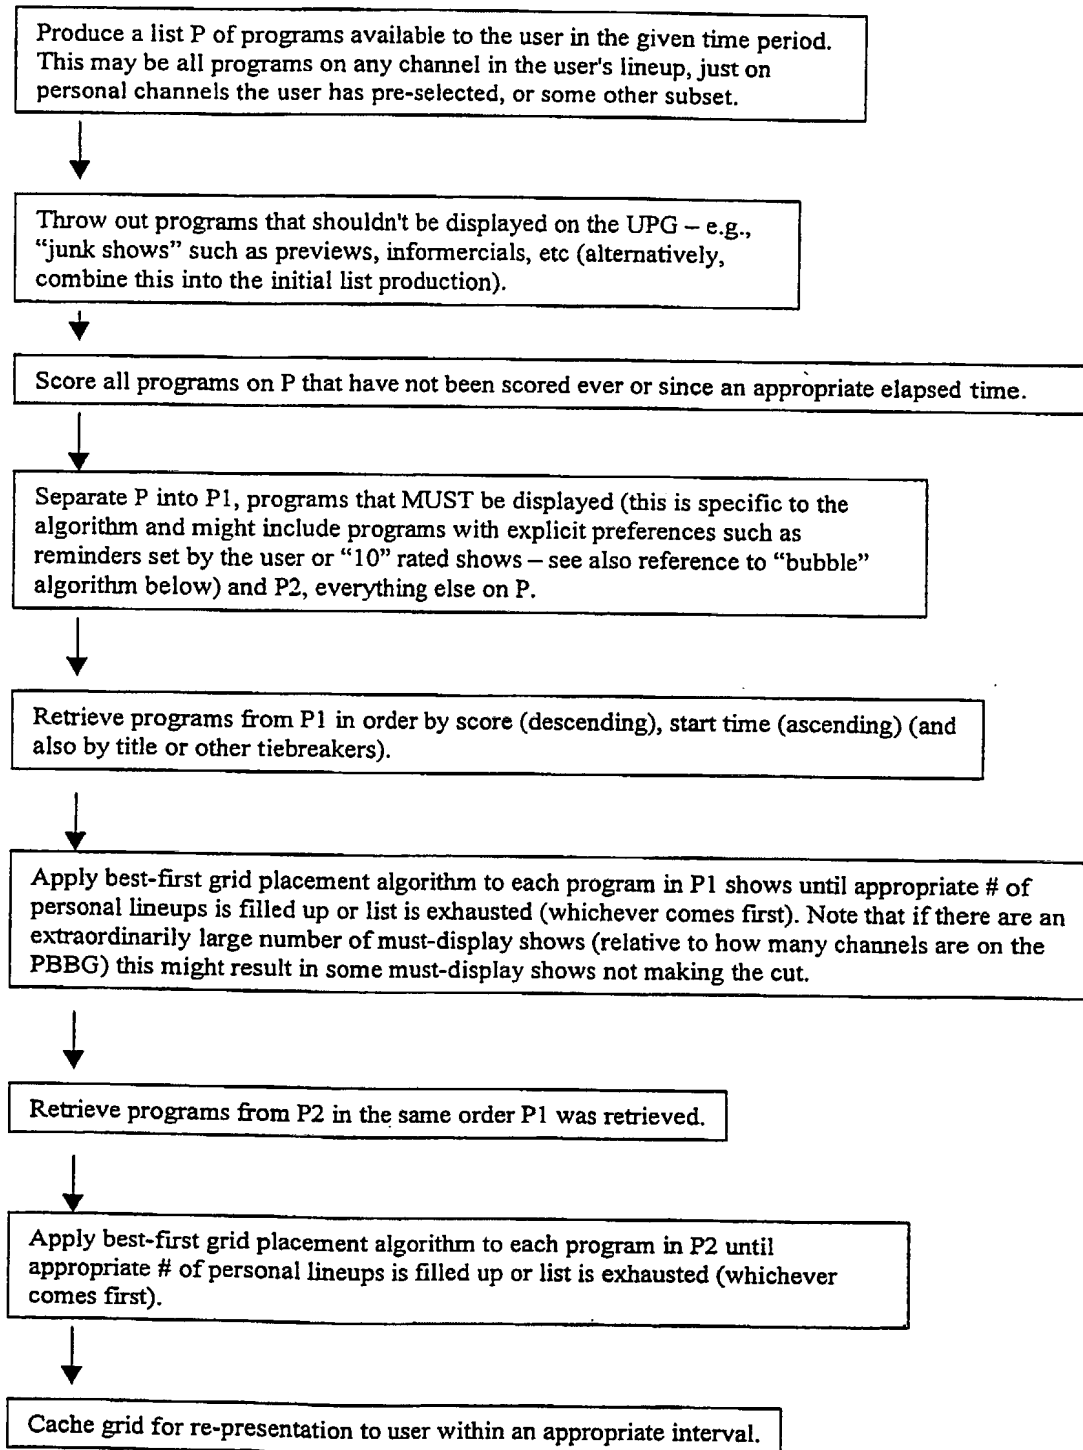 Produce a list P of programs available to the user in the given time period.
This may be all programs on any channel in the user's lineup, just on
personal channels the user has pre-selected, or some other subset.
Throw out programs that shouldn't be displayed on the UPG – e.g.,
“junk shows” such as previews, informercials, etc (alternatively,
combine this into the initial list production).
Score all programs on P that have not been scored ever or since an appropriate elapsed time.
Separate P into P1, programs that MUST be displayed (this is specific to the
algorithm and might include programs with explicit preferences such as
reminders set by the user or “10” rated shows – see also reference to “bubble”
algorithm below) and P2, everything else on P.
Retrieve programs from P1 in order by score (descending), start time (ascending) (and
also by title or other tiebreakers).
Apply best-first grid placement algorithm to each program in P1 shows until appropriate # of
personal lineups is filled up or list is exhausted (whichever comes first). Note that if there are an
extraordinarily large number of must-display shows (relative to how many channels are on the
PBBG) this might result in some must-display shows not making the cut.
Retrieve programs from P2 in the same order P1 was retrieved.
Apply best-first grid placement algorithm to each program in P2 until
appropriate # of personal lineups is filled up or list is exhausted (whichever
comes first).
Cache grid for re-presentation to user within an appropriate interval.